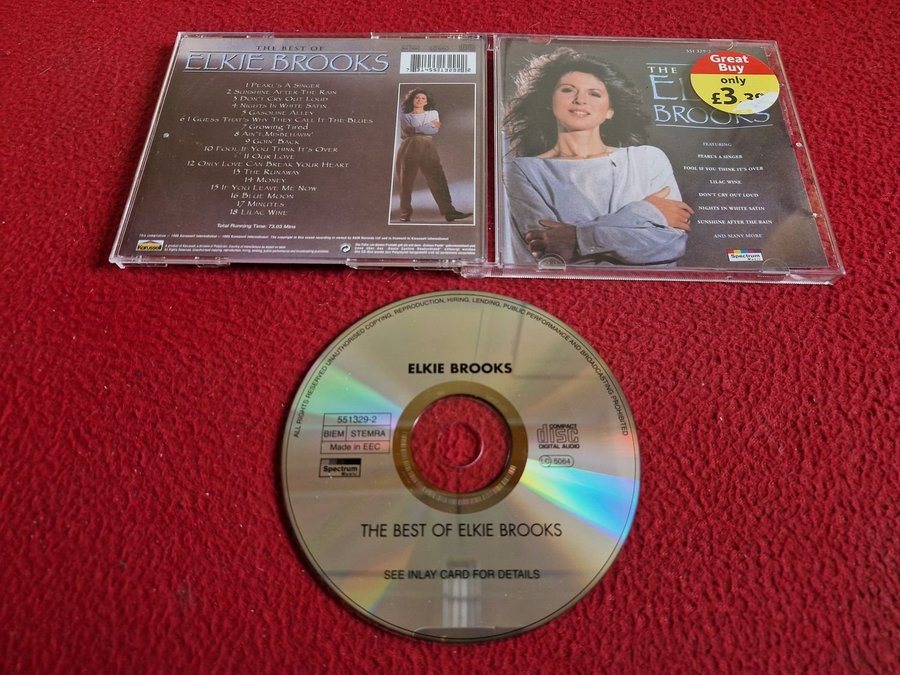 THE BEST OF
ELKIE BROOKS
1 PEARL'S A SINGER
2 SUNSHINE AFTER THE RAIN
3 DON'T CRY OUT LOUD
4 NIGHTS IN WHITE SATIN
5 GASOLINE ALLEY
6 I GUESS THAT'S WHY THEY CALL IT THE BLUES
7 GROWING TIRED
8 AIN'T MISBEHAVIN'
9 GOIN' BACK
10 FOOL IF YOU THINK IT'S OVER
11 OUR LOVE
12 ONLY LOVE CAN BREAK YOUR HEART
13 THE RUNAWAY
14 MONEY
15 IF YOU LEAVE ME NOW
16 BLUE MOON
17 MINUTES
18 LILAC WINE
Total Running Time: 73.03 Mins
Karussell
551 329-2
THE
BROOKS
Great
Buy
only
£3.
FEATURING
PEARL'S A SINGER
FOOL IF YOU THINK IT'S OVER
LILAC WINE
DON'T CRY OUT LOUD
NIGHTS IN WHITE SATIN
SUNSHINE AFTER THE RAIN
AND MANY MORE
Spectrum
Music
ALL RIGHTS RESERVED UNAUTHORISED COPYING, REPRODUCTION, HIRING, LENDING, PUBLIC PERFORMANCE AND BROADCASTING PROHIBITED
ELKIE BROOKS
551329-2
BIEM STEMRA
Made in EEC
Spectrum
Music
COMPACT
disc
DIGITAL AUDIO
LC 5064
THE BEST OF ELKIE BROOKS
SEE INLAY CARD FOR DETAILS